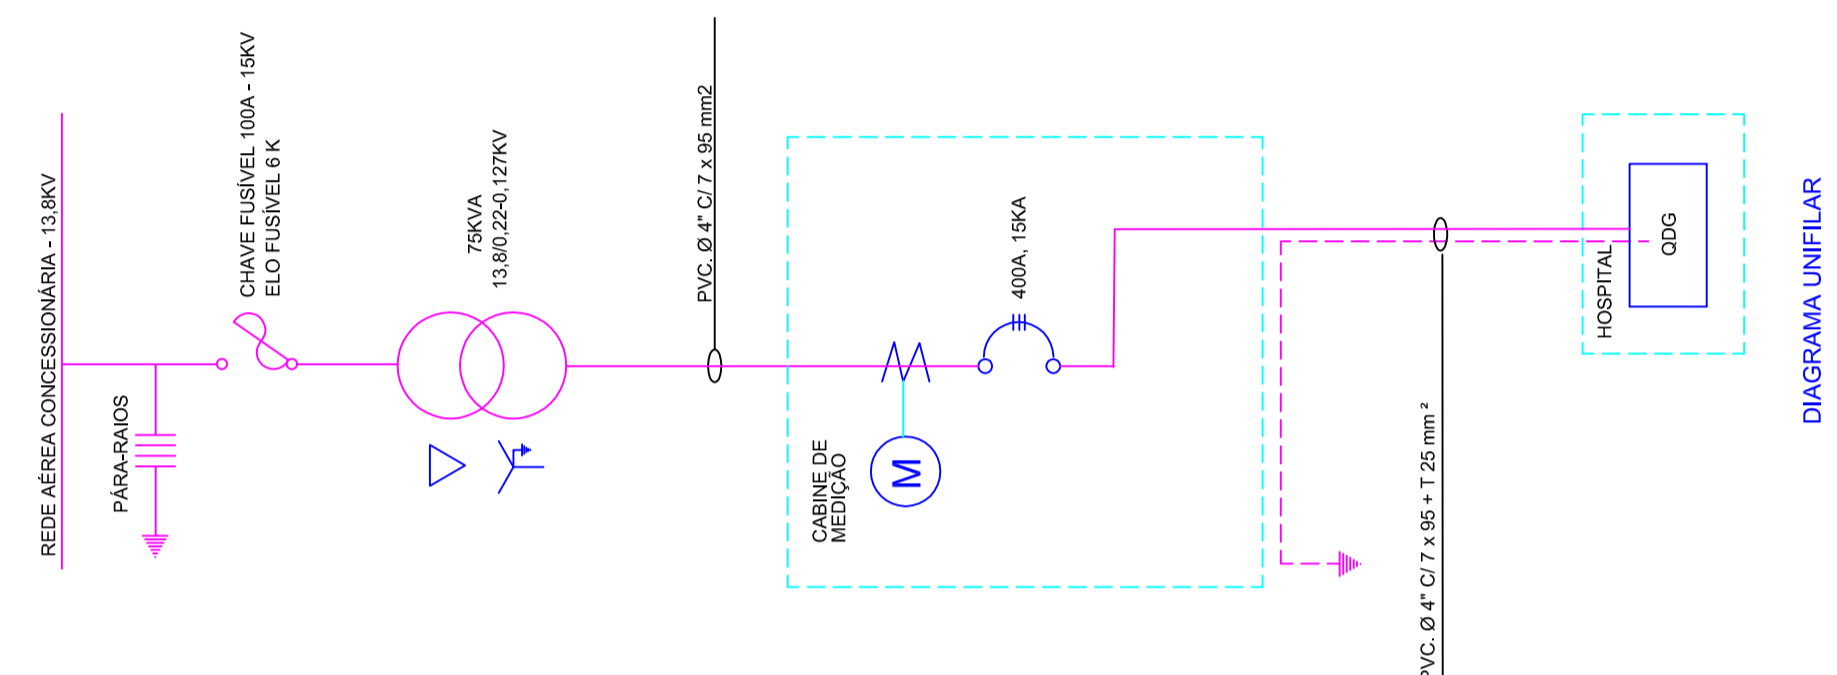 REDE AÉREA CONCESSIONÁRIA - 13,8KV
PÁRA-RAIOS
CHAVE FUSÍVEL 100A - 15KV
ELO FUSÍVEL 6 K
75KVA
13,8/0,22-0,127KV
PVC. Ø 4" C/ 7 x 95 mm2
CABINE DE
MEDIÇÃO
M
400A, 15KA
PVC. Ø 4" C/ 7 x 95 + T 25 mm ²
HOSPITAL
QDG
DIAGRAMA UNIFILAR